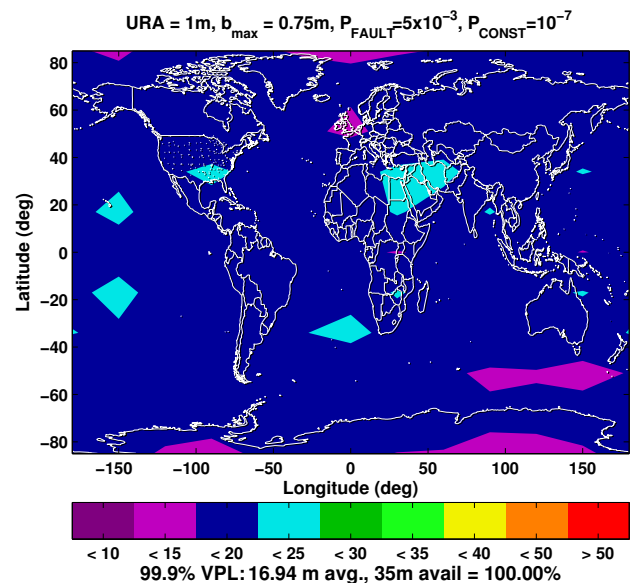 URA = 1m, b_max = 0.75m, P_FAULT=5x10^−3, P_CONST=10^−7
Latitude (deg)
80
60
40
20
0
−20
−40
−60
−80
−150 −100 −50 0 50 100 150
Longitude (deg)
< 10 < 15 < 20 < 25 < 30 < 35 < 40 < 50 > 50
99.9% VPL: 16.94 m avg., 35m avail = 100.00%